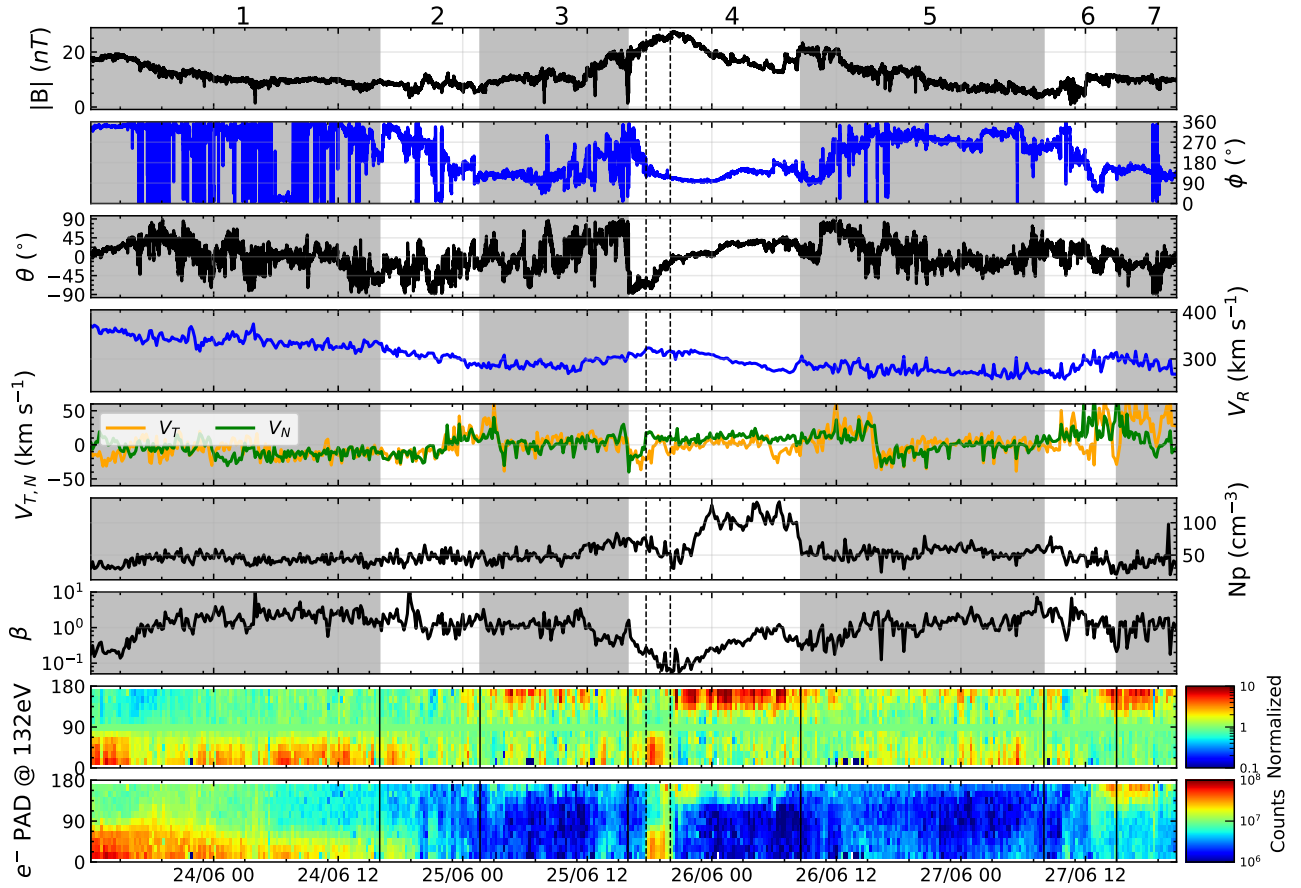 1 2 3 4 5 6 7
|B| (nT)
20
0
360
270
180
90
0
ϕ (°)
90
45
0
−45
−90
θ (°)
400
300
V_R (km s⁻¹)
50
0
−50
V_{T,N} (km s⁻¹)
V_T V_N
100
50
Np (cm⁻³)
10¹
10⁰
10⁻¹
β
180
90
0
10
1
0.1
Normalized
180
90
0
e⁻ PAD @ 132eV
10⁸
10⁷
10⁶
Counts
24/06 00 24/06 12 25/06 00 25/06 12 26/06 00 26/06 12 27/06 00 27/06 12